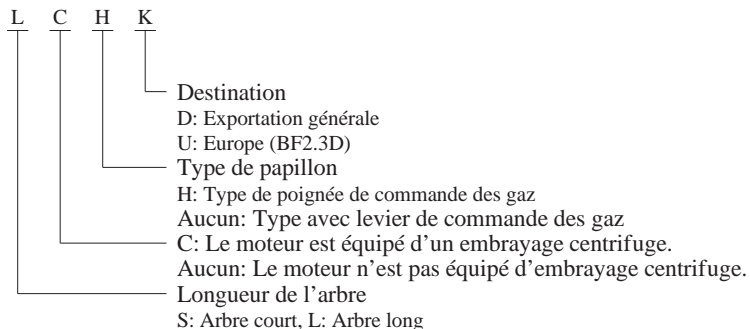 L C H K
Destination
D: Exportation générale
U: Europe (BF2.3D)
Type de papillon
H: Type de poignée de commande des gaz
Aucun: Type avec levier de commande des gaz
C: Le moteur est équipé d'un embrayage centrifuge.
Aucun: Le moteur n'est pas équipé d'embrayage centrifuge.
Longueur de l'arbre
S: Arbre court, L: Arbre long